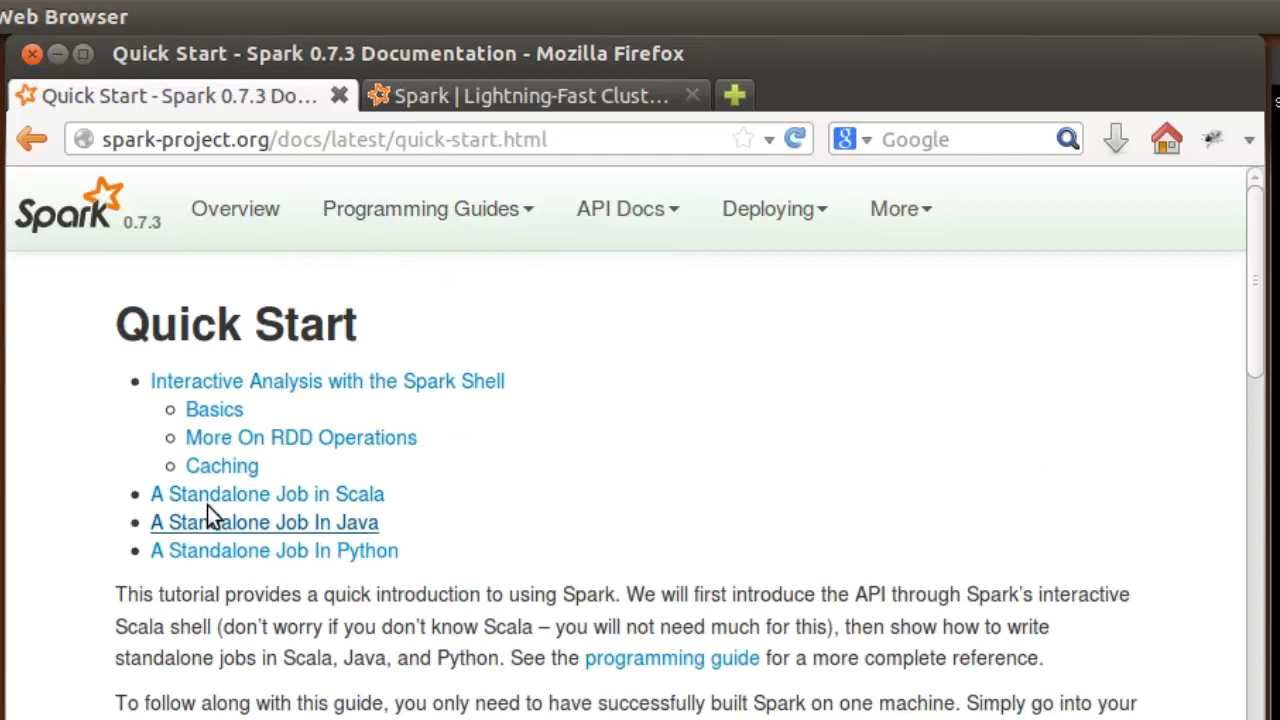 Web Browser
Quick Start - Spark 0.7.3 Documentation - Mozilla Firefox
Quick Start - Spark 0.7.3 Do...
Spark | Lightning-Fast Clust...
spark-project.org/docs/latest/quick-start.html
Google
Spark 0.7.3
Overview
Programming Guides
API Docs
Deploying
More
Quick Start
Interactive Analysis with the Spark Shell
Basics
More On RDD Operations
Caching
A Standalone Job in Scala
A Standalone Job In Java
A Standalone Job In Python
This tutorial provides a quick introduction to using Spark. We will first introduce the API through Spark’s interactive
Scala shell (don’t worry if you don’t know Scala – you will not need much for this), then show how to write
standalone jobs in Scala, Java, and Python. See the programming guide for a more complete reference.
To follow along with this guide, you only need to have successfully built Spark on one machine. Simply go into your